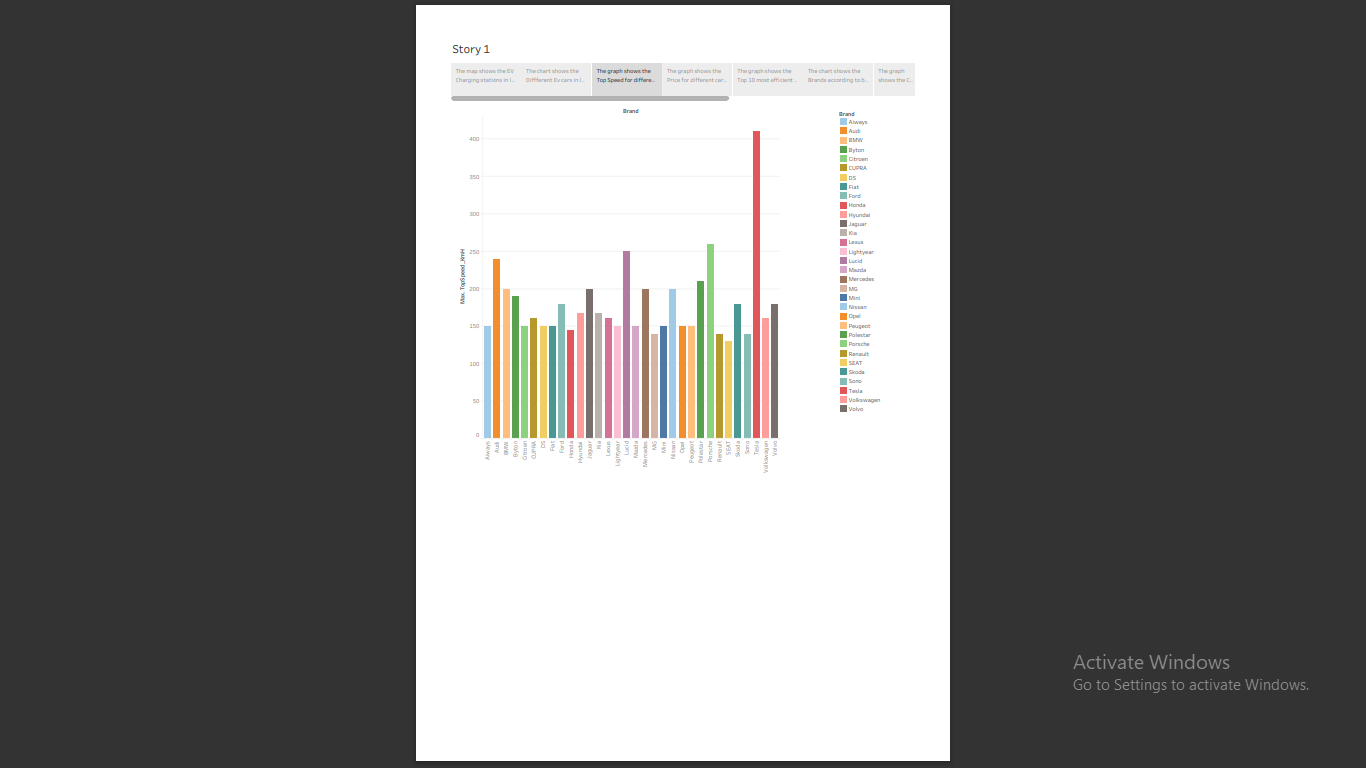 Story 1
The map shows the EV
Charging stations in I...
The chart shows the
Diffferent Ev cars in I...
The graph shows the
Top Speed for differe...
The graph shows the
Price for different car...
The graph shows the
Top 10 most efficient ..
The chart shows the
Brands according to b...
The graph
shows the C..
Brand
Max. TopSpeed_KmH
400
350
300
250
200
150
100
50
0
Aiways
Audi
BMW
Byton
Citroen
CUPRA
DS
Fiat
Ford
Honda
Hyundai
Jaguar
Kia
Lexus
Lightyear
Lucid
Mazda
Mercedes
MG
Mini
Nissan
Opel
Peugeot
Polestar
Porsche
Renault
SEAT
Skoda
Sono
Tesla
Volkswagen
Volvo
Brand
Aiways
Audi
BMW
Byton
Citroen
CUPRA
DS
Fiat
Ford
Honda
Hyundai
Jaguar
Kia
Lexus
Lightyear
Lucid
Mazda
Mercedes
MG
Mini
Nissan
Opel
Peugeot
Polestar
Porsche
Renault
SEAT
Skoda
Sono
Tesla
Volkswagen
Volvo
Activate Windows
Go to Settings to activate Windows.